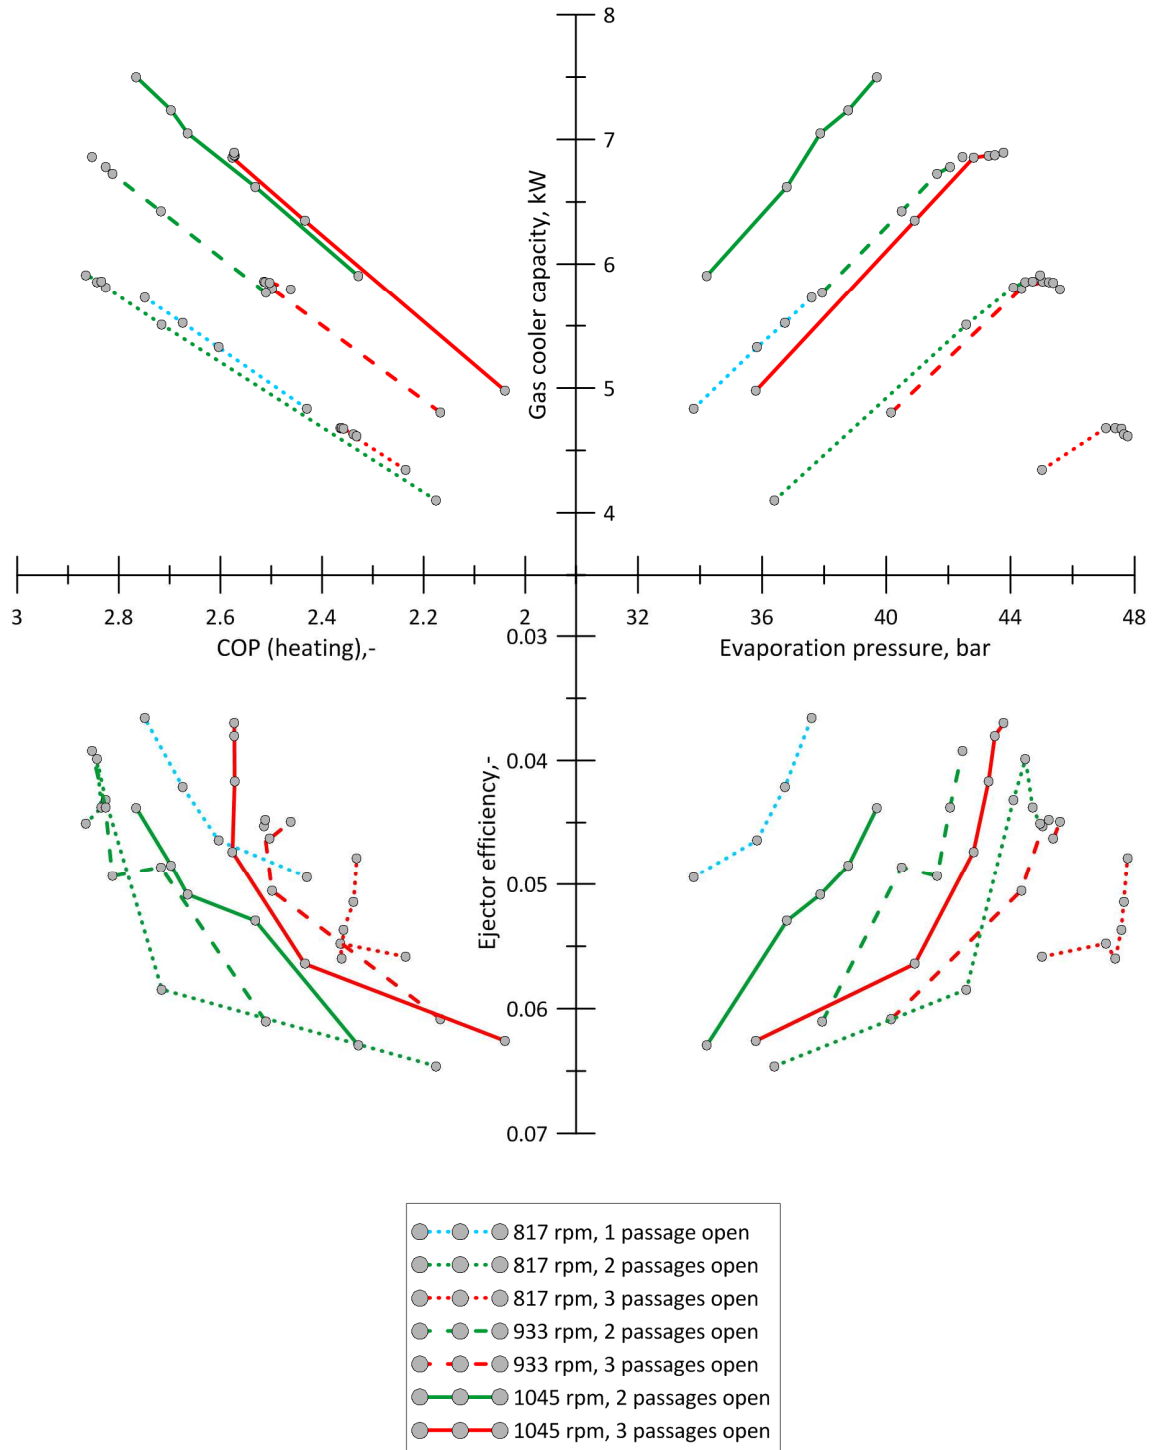 8
7
6
5
4
Gas cooler capacity, kW
3
2.8
2.6
2.4
2.2
2
32
36
40
44
48
COP (heating),-
Evaporation pressure, bar
0.03
0.04
0.05
0.06
0.07
Ejector efficiency,-
817 rpm, 1 passage open
817 rpm, 2 passages open
817 rpm, 3 passages open
933 rpm, 2 passages open
933 rpm, 3 passages open
1045 rpm, 2 passages open
1045 rpm, 3 passages open